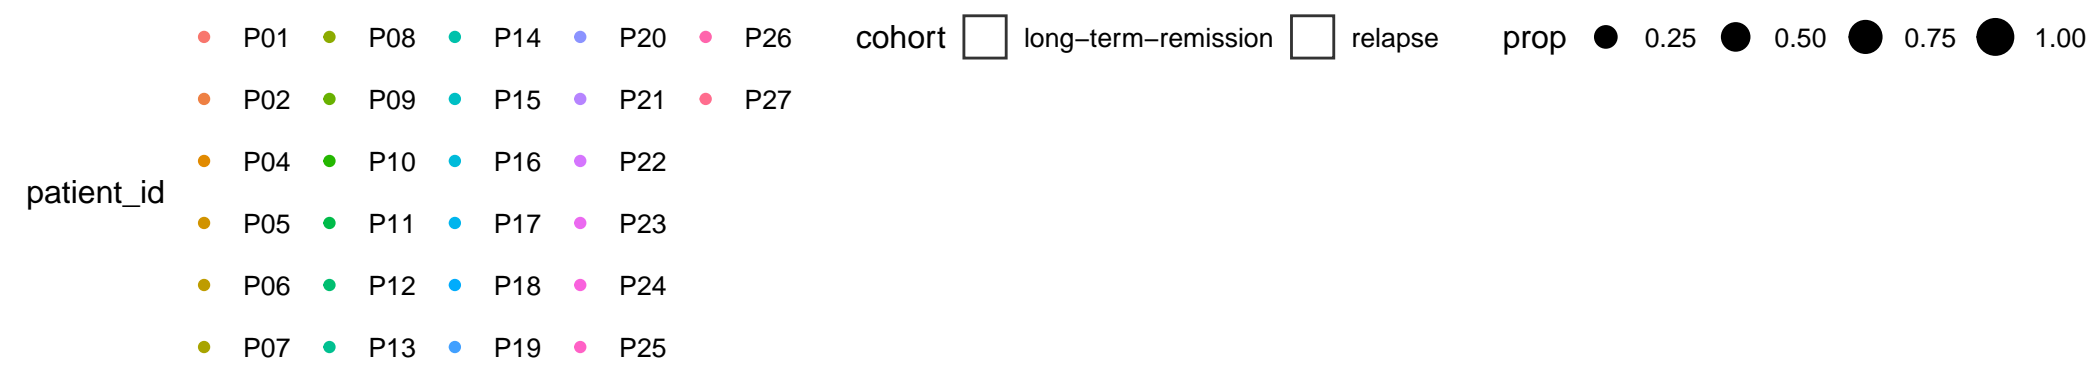 P01 P08 P14 P20 P26 cohort long−term−remission relapse prop 0.25 0.50 0.75 1.00
P02 P09 P15 P21 P27
P04 P10 P16 P22
patient_id
P05 P11 P17 P23
P06 P12 P18 P24
P07 P13 P19 P25